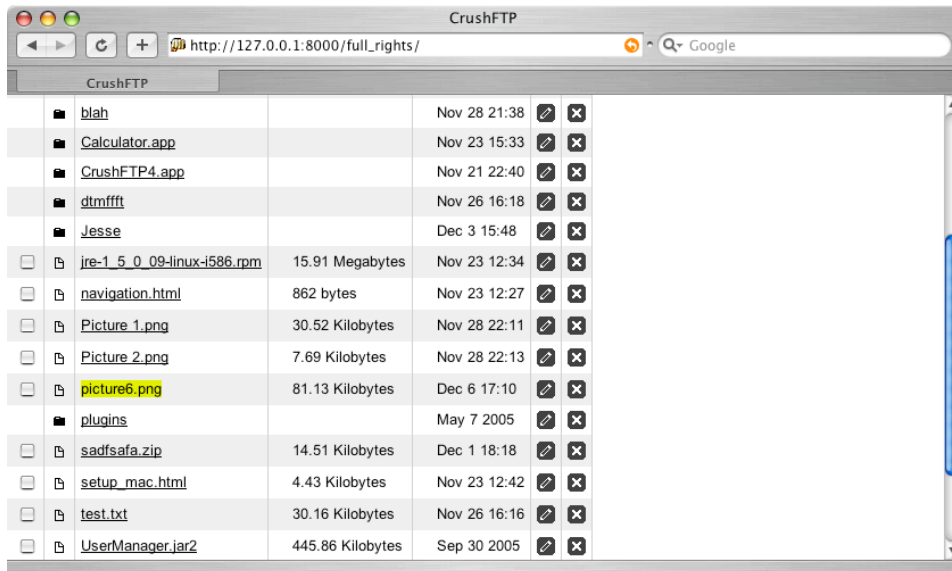 CrushFTP
http://127.0.0.1:8000/full_rights/ Google
CrushFTP
blah Nov 28 21:38
Calculator.app Nov 23 15:33
CrushFTP4.app Nov 21 22:40
dtmffft Nov 26 16:18
Jesse Dec 3 15:48
jre-1_5_0_09-linux-i586.rpm 15.91 Megabytes Nov 23 12:34
navigation.html 862 bytes Nov 23 12:27
Picture 1.png 30.52 Kilobytes Nov 28 22:11
Picture 2.png 7.69 Kilobytes Nov 28 22:13
picture6.png 81.13 Kilobytes Dec 6 17:10
plugins May 7 2005
sadfsafa.zip 14.51 Kilobytes Dec 1 18:18
setup_mac.html 4.43 Kilobytes Nov 23 12:42
test.txt 30.16 Kilobytes Nov 26 16:16
UserManager.jar2 445.86 Kilobytes Sep 30 2005